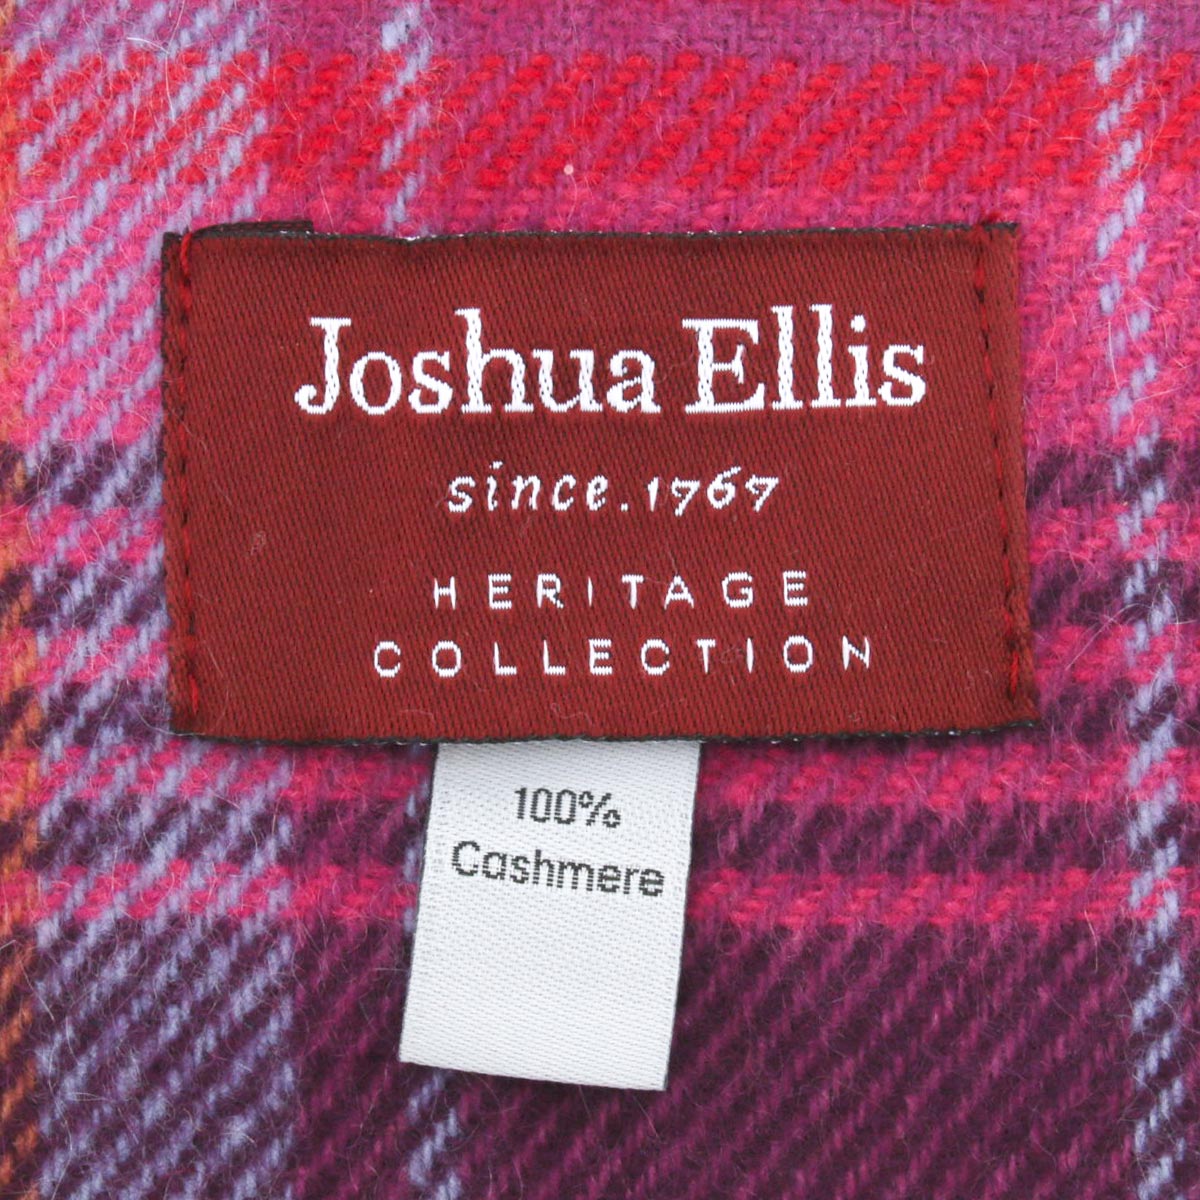 Joshua Ellis
since.1767
HERITAGE
COLLECTION
100%
Cashmere